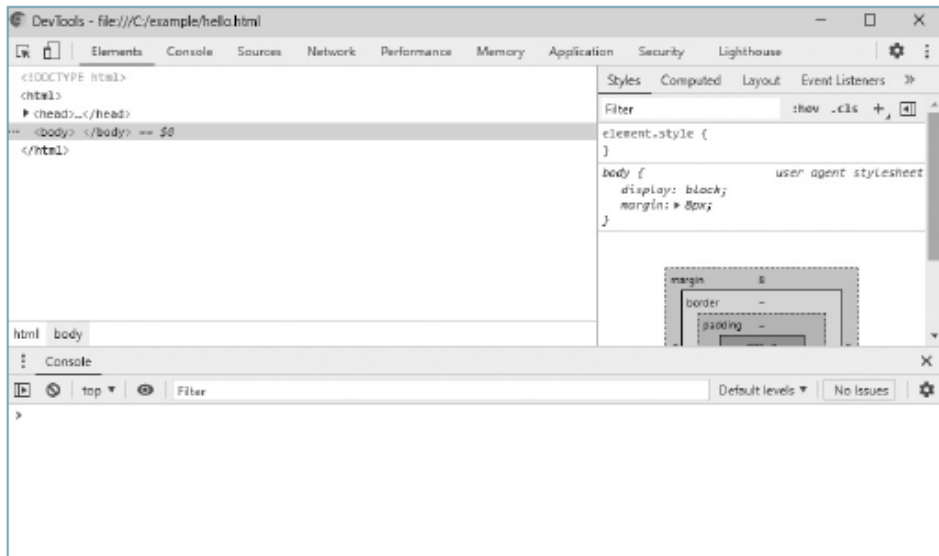 DevTools - file:///C:/example/hello.html
Elements Console Sources Network Performance Memory Application Security Lighthouse
<!DOCTYPE html>
<html>
▶ <head>…</head>
··· <body> </body> == $0
</html>
html body
Styles Computed Layout Event Listeners »
Filter :hov .cls +
element.style {
}
body { user agent stylesheet
display: block;
margin: ▶ 8px;
}
margin 8
border –
padding –
Console
top ▼ Filter Default levels ▼ No Issues
>